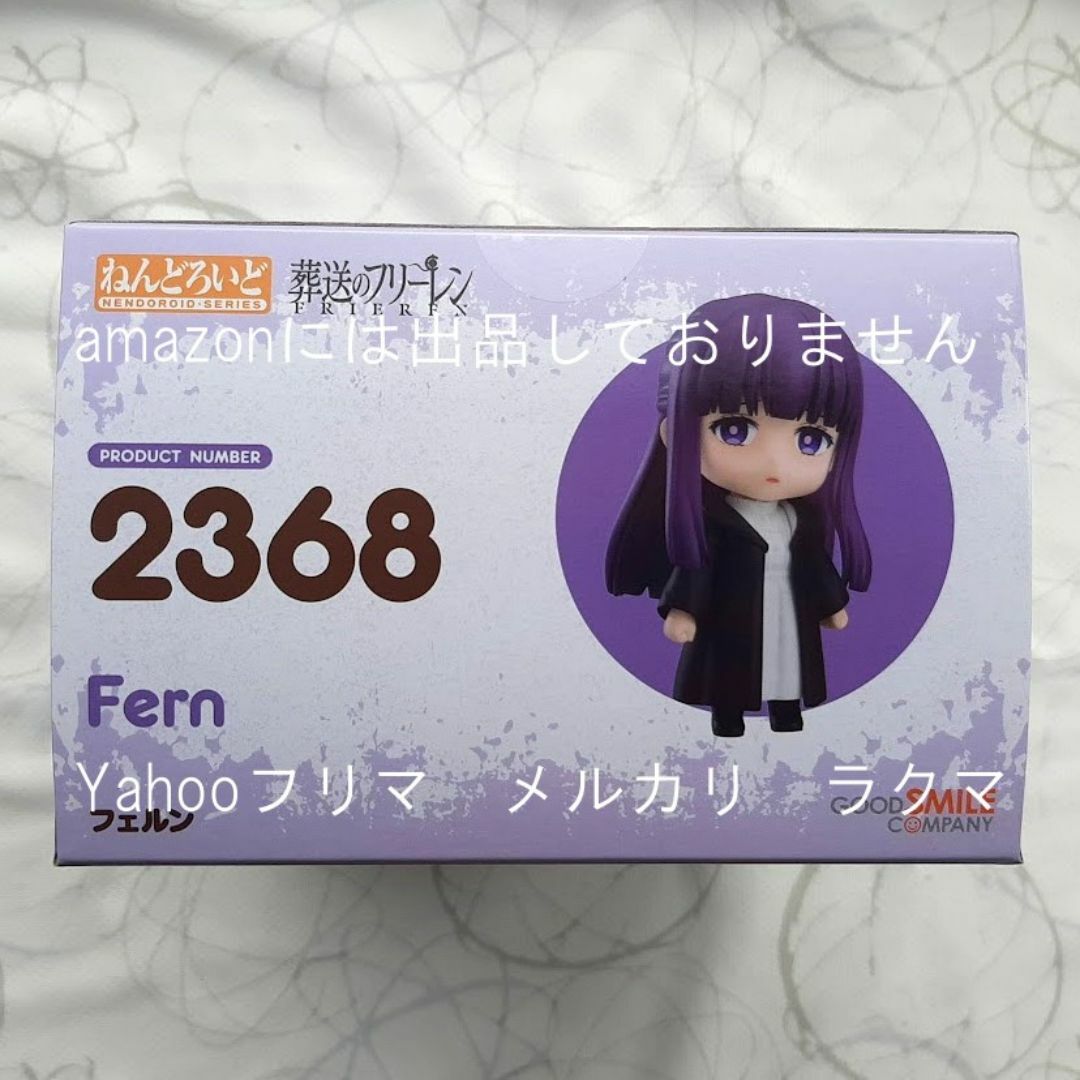 ねんどろいど
NENDOROID・SERIES
葬送のフリーレン
FRIEREN
amazonには出品しておりません
PRODUCT NUMBER
2368
Fern
Yahooフリマ　メルカリ　ラクマ
フェルン
GOOD SMILE
COMPANY